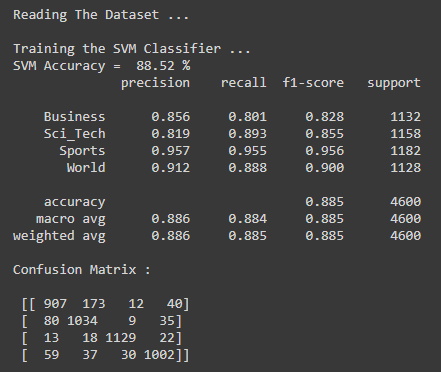 Reading The Dataset ...
Training the SVM Classifier ...
SVM Accuracy =  88.52 %
precision    recall  f1-score   support
Business      0.856     0.801     0.828      1132
Sci_Tech      0.819     0.893     0.855      1158
Sports      0.957     0.955     0.956      1182
World      0.912     0.888     0.900      1128
accuracy                          0.885      4600
macro avg      0.886     0.884     0.885      4600
weighted avg      0.886     0.885     0.885      4600
Confusion Matrix :
[[ 907  173   12   40]
[  80 1034    9   35]
[  13   18 1129   22]
[  59   37   30 1002]]